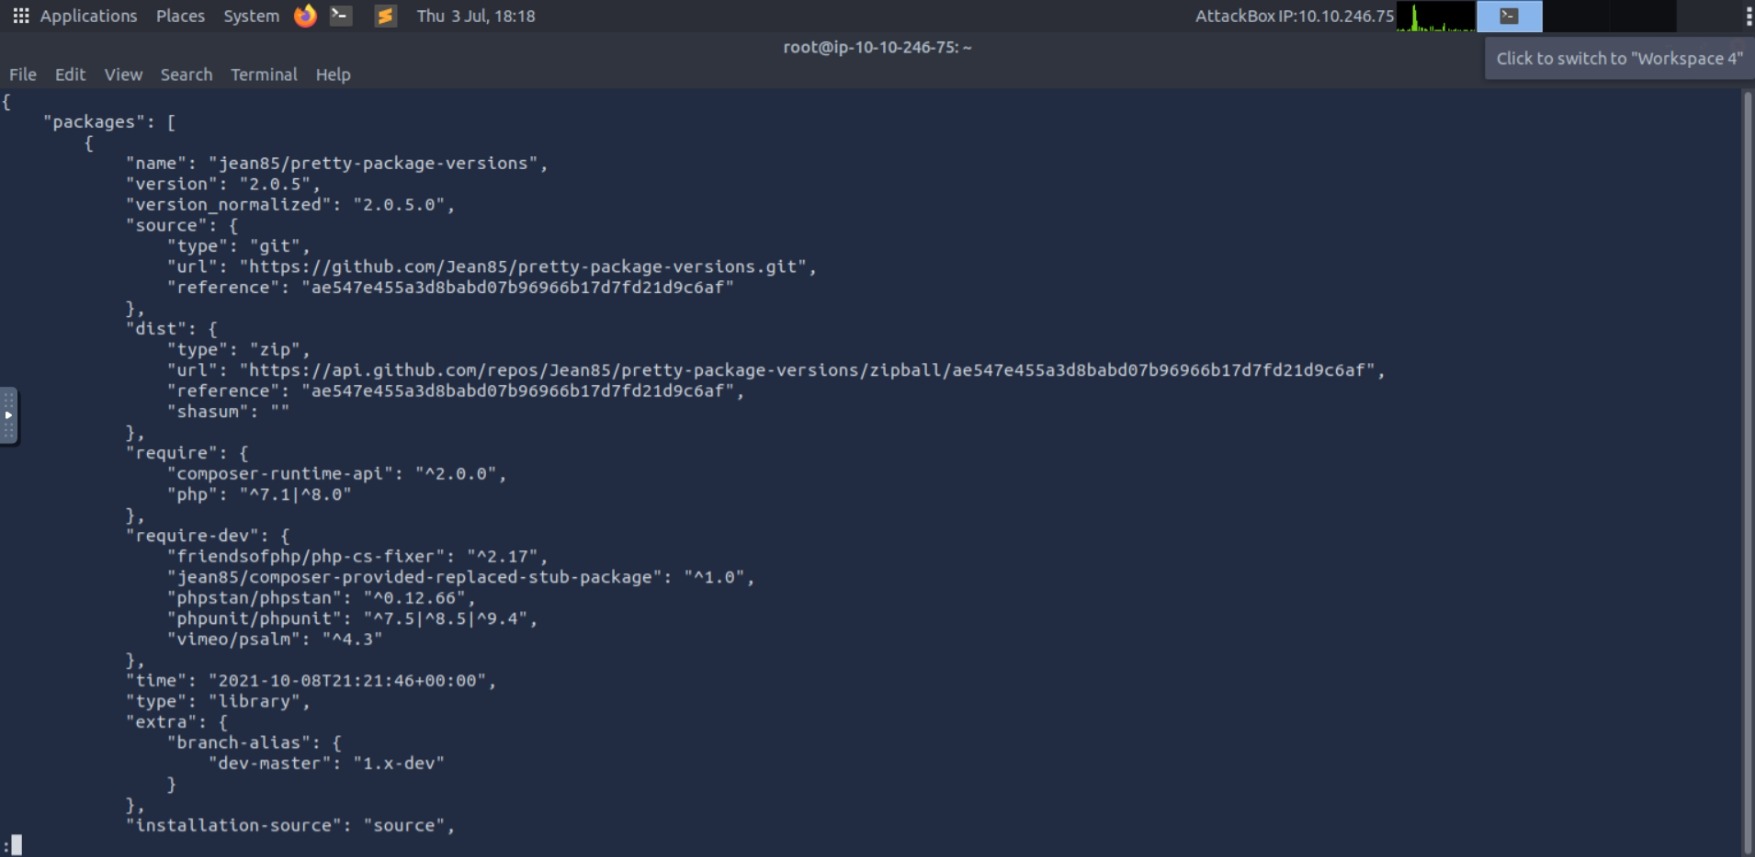 Applications Places System Thu 3 Jul, 18:18 AttackBox IP:10.10.246.75
root@ip-10-10-246-75: ~
Click to switch to "Workspace 4"
File Edit View Search Terminal Help
{
    "packages": [
        {
            "name": "jean85/pretty-package-versions",
            "version": "2.0.5",
            "version_normalized": "2.0.5.0",
            "source": {
                "type": "git",
                "url": "https://github.com/Jean85/pretty-package-versions.git",
                "reference": "ae547e455a3d8babd07b96966b17d7fd21d9c6af"
            },
            "dist": {
                "type": "zip",
                "url": "https://api.github.com/repos/Jean85/pretty-package-versions/zipball/ae547e455a3d8babd07b96966b17d7fd21d9c6af",
                "reference": "ae547e455a3d8babd07b96966b17d7fd21d9c6af",
                "shasum": ""
            },
            "require": {
                "composer-runtime-api": "^2.0.0",
                "php": "^7.1|^8.0"
            },
            "require-dev": {
                "friendsofphp/php-cs-fixer": "^2.17",
                "jean85/composer-provided-replaced-stub-package": "^1.0",
                "phpstan/phpstan": "^0.12.66",
                "phpunit/phpunit": "^7.5|^8.5|^9.4",
                "vimeo/psalm": "^4.3"
            },
            "time": "2021-10-08T21:21:46+00:00",
            "type": "library",
            "extra": {
                "branch-alias": {
                    "dev-master": "1.x-dev"
                }
            },
            "installation-source": "source",
: